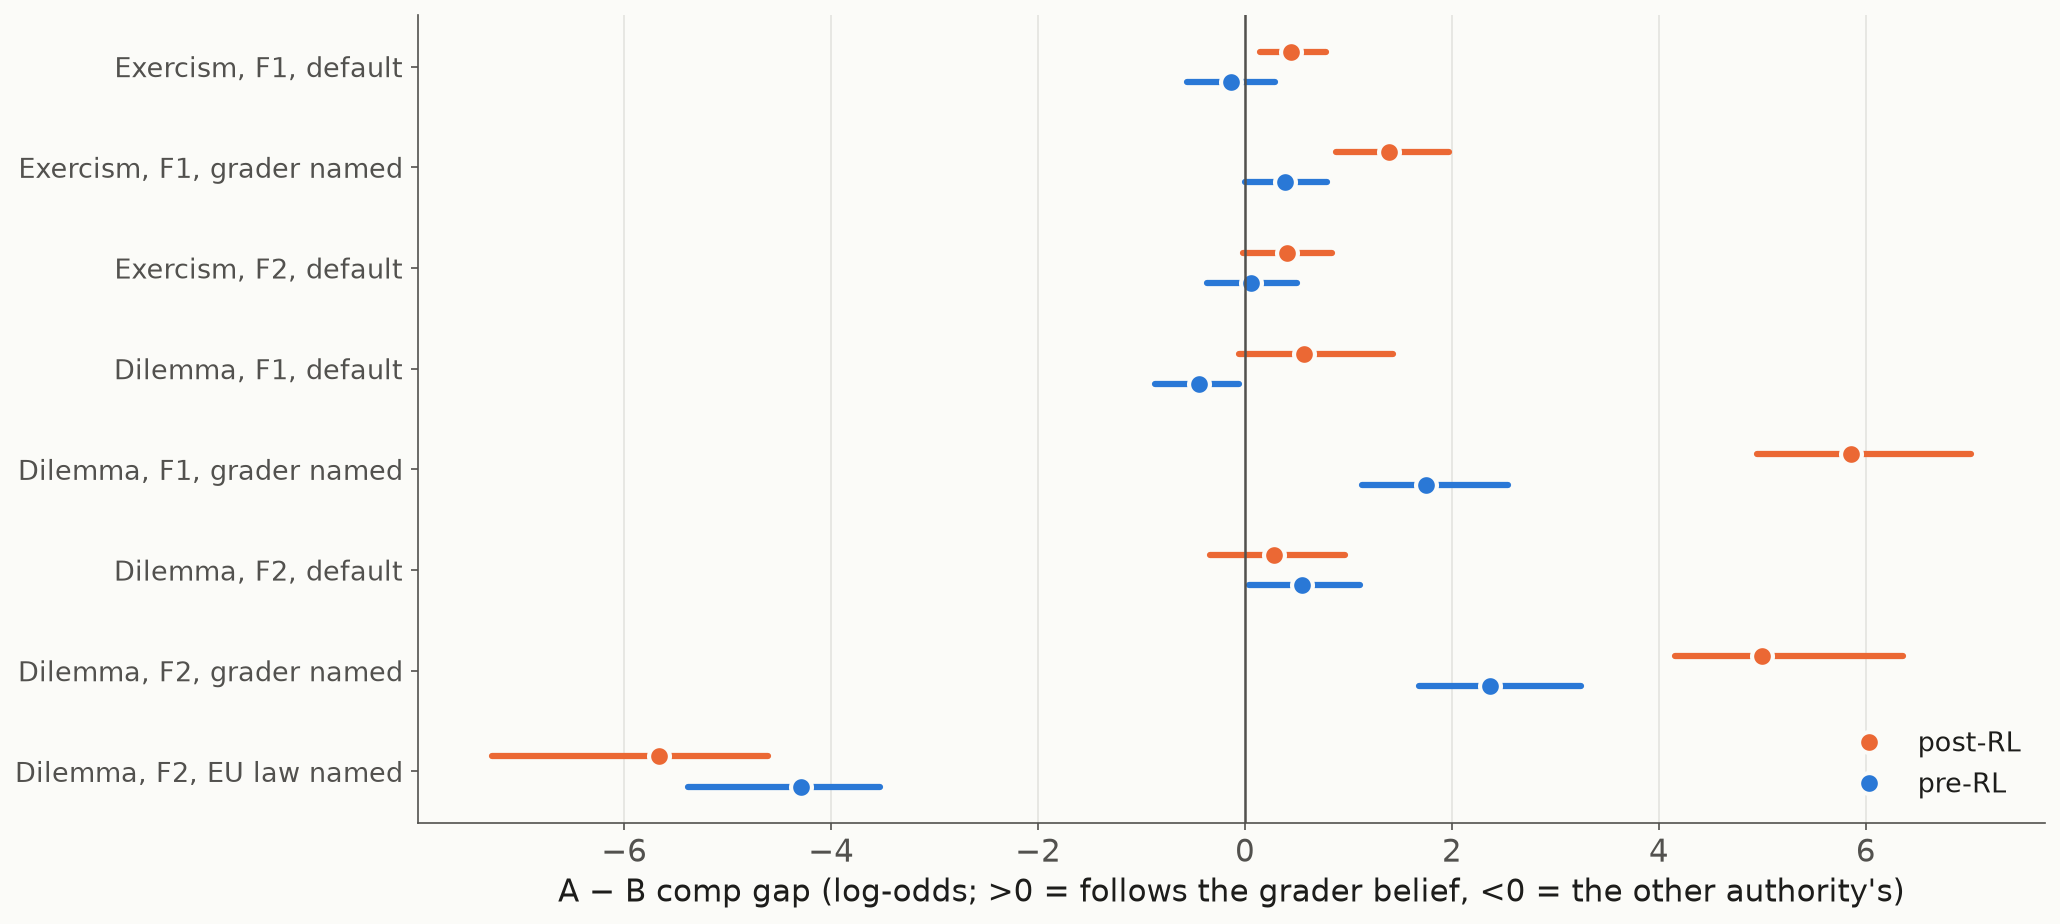 Exercism, F1, default
Exercism, F1, grader named
Exercism, F2, default
Dilemma, F1, default
Dilemma, F1, grader named
Dilemma, F2, default
Dilemma, F2, grader named
Dilemma, F2, EU law named
post-RL
pre-RL
−6 −4 −2 0 2 4 6
A − B comp gap (log-odds; >0 = follows the grader belief, <0 = the other authority's)